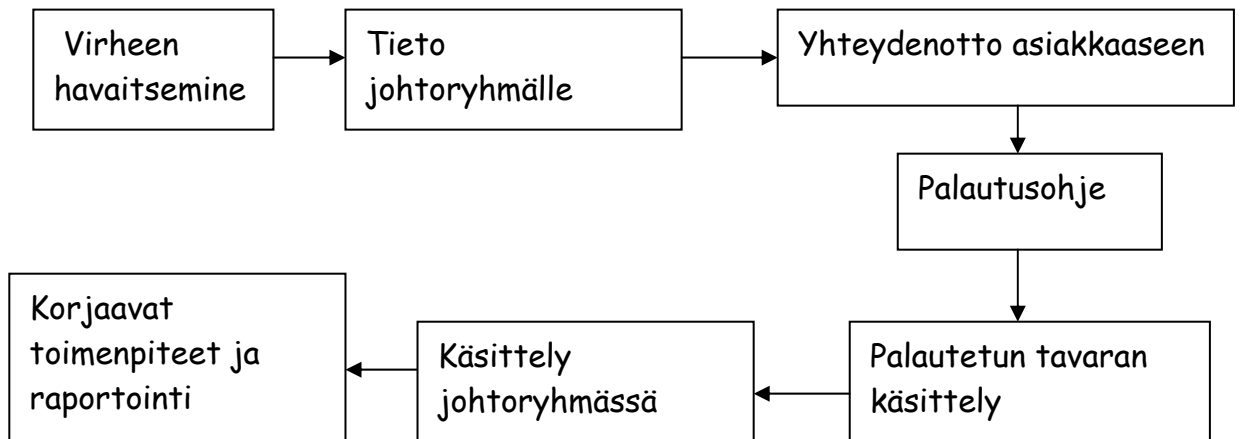 Virheen
havaitsemine
Tieto
johtoryhmälle
Yhteydenotto asiakkaaseen
Palautusohje
Palautetun tavaran
käsittely
Käsittely
johtoryhmässä
Korjaavat
toimenpiteet ja
raportointi